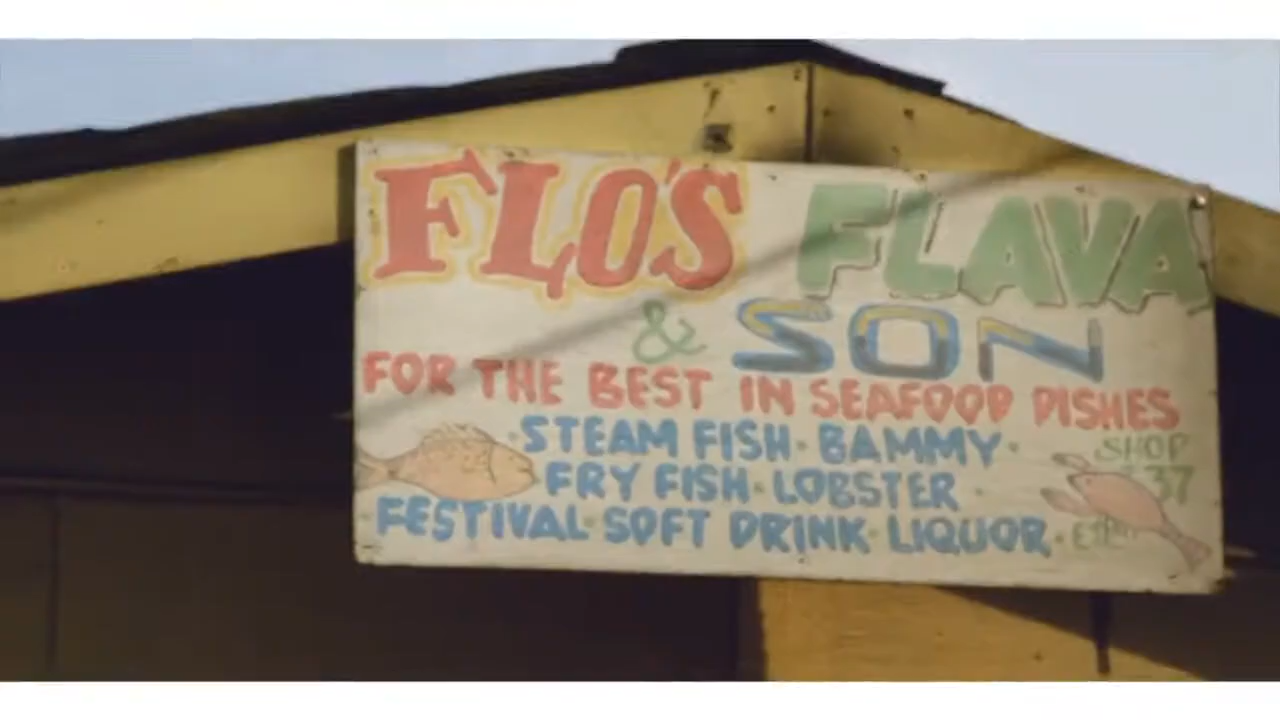 FLO'S FLAVA
& SON
FOR THE BEST IN SEAFOOD DISHES
STEAM FISH · BAMMY ·
FRY FISH · LOBSTER ·
FESTIVAL · SOFT DRINK · LIQUOR ·
SHOP
37